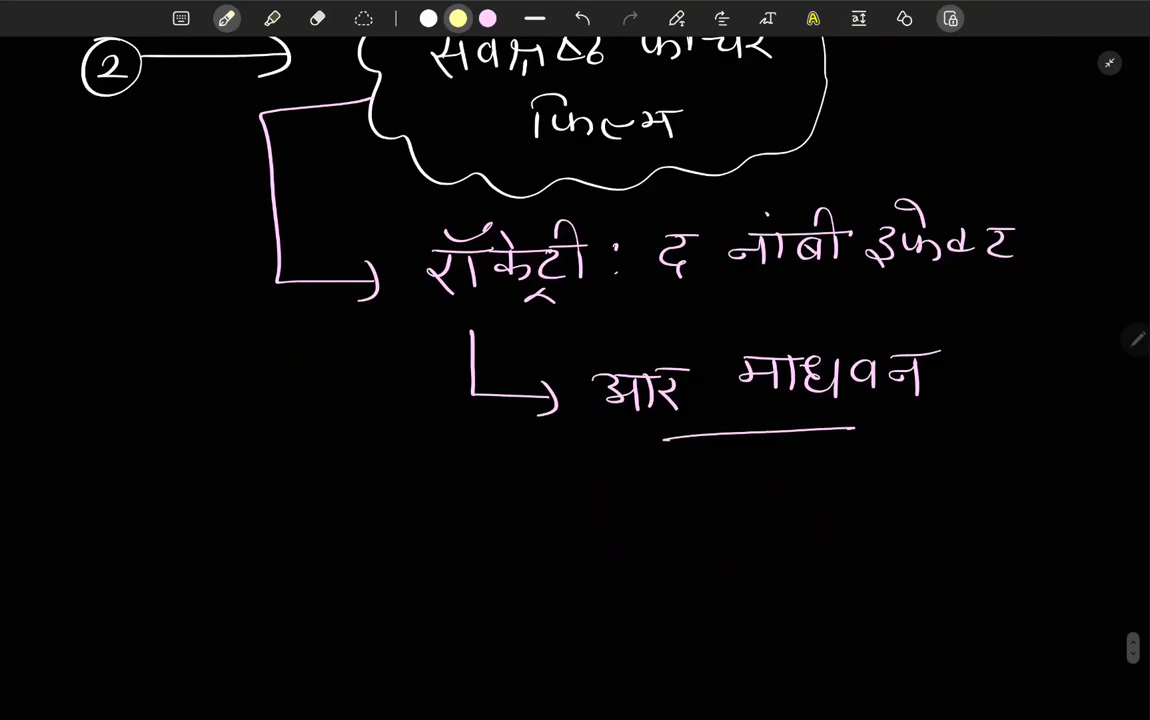 2
सर्वश्रेष्ठ फीचर
फिल्म
रॉकेट्री : द नांबी इफेक्ट
आर माधवन